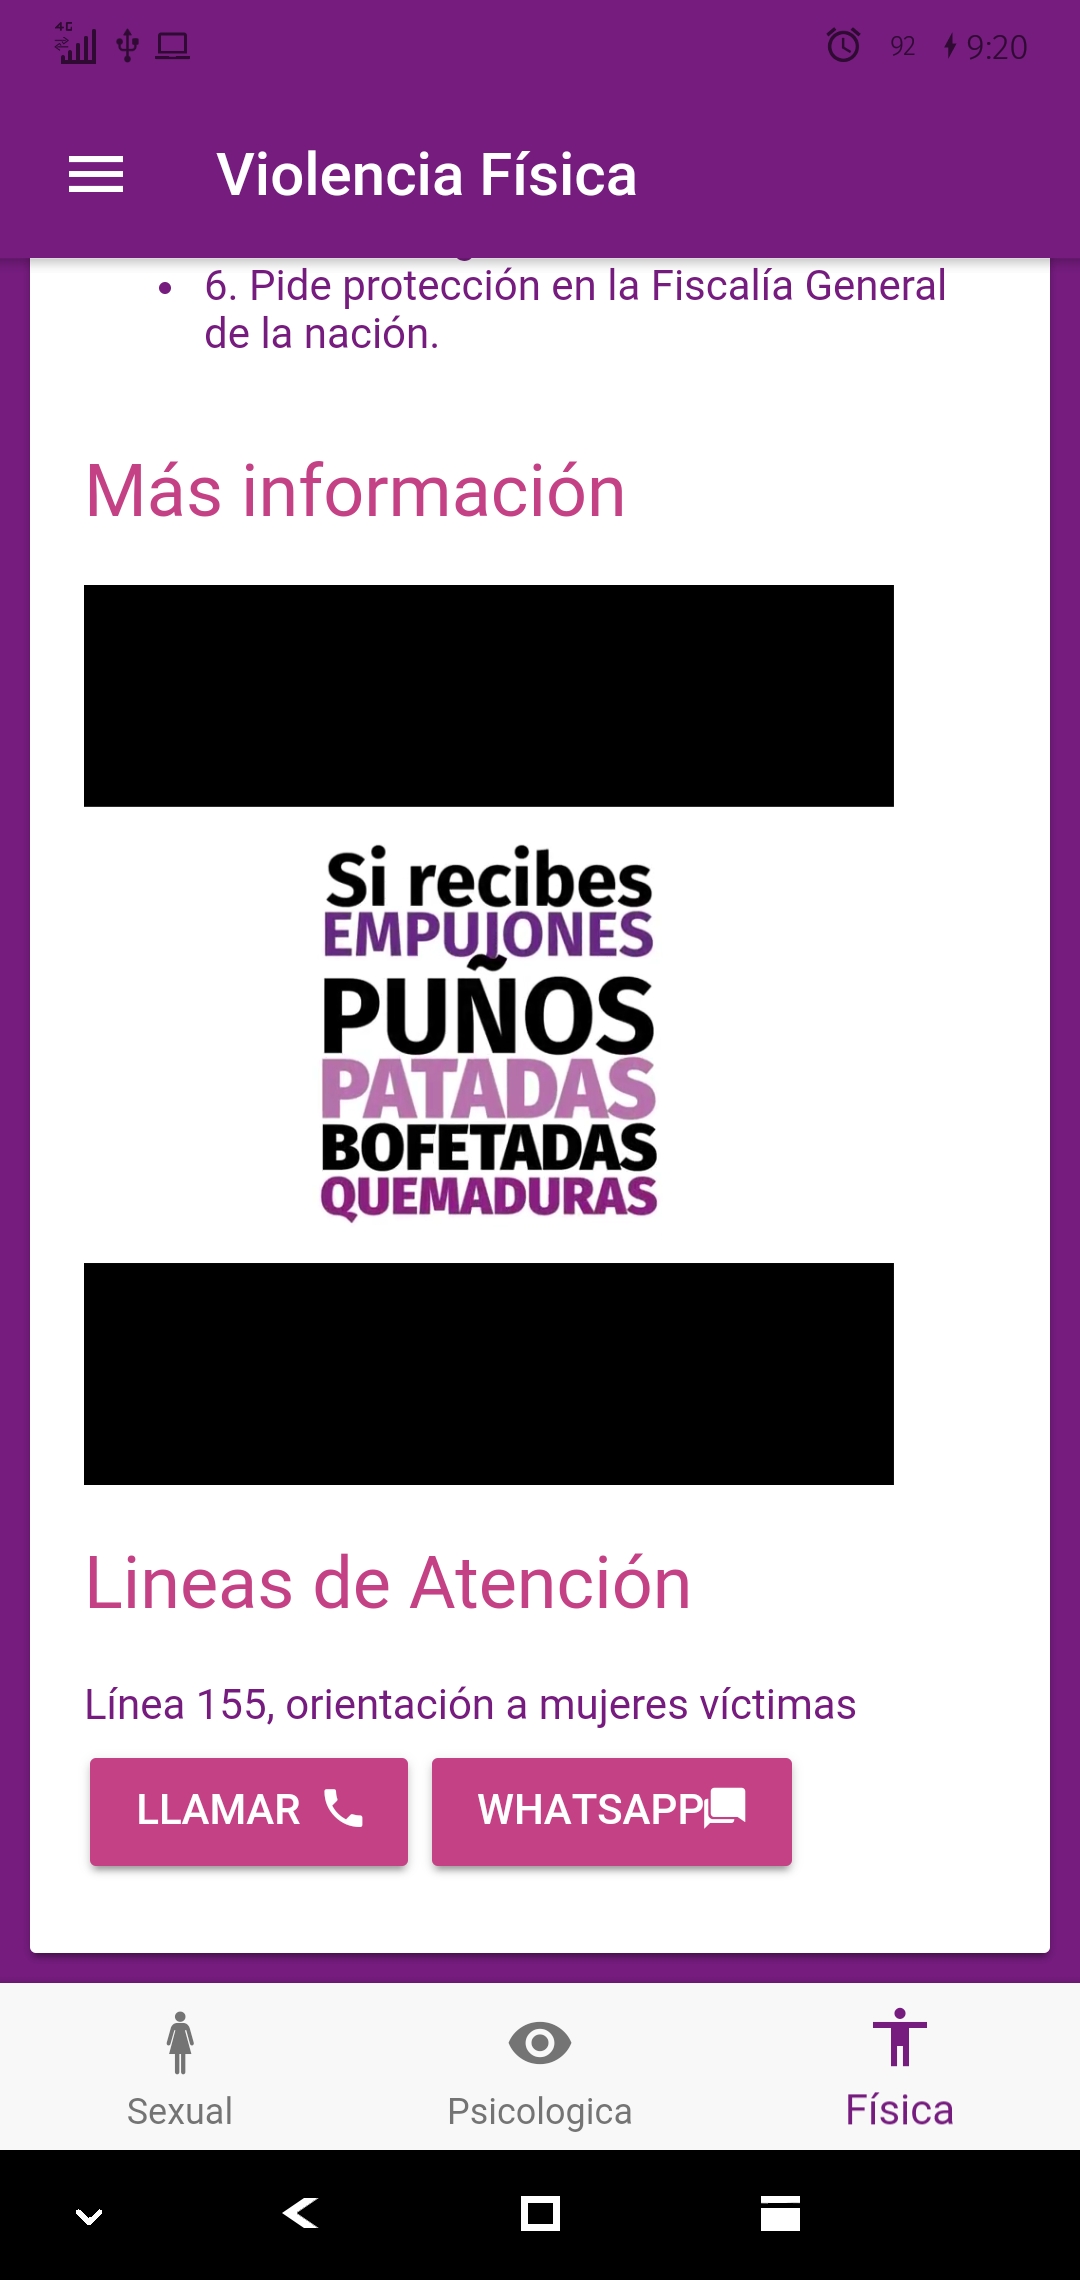 4G
92
9:20
Violencia Física
6. Pide protección en la Fiscalía General
de la nación.
Más información
Si recibes
EMPUJONES
PUÑOS
PATADAS
BOFETADAS
QUEMADURAS
Lineas de Atención
Línea 155, orientación a mujeres víctimas
LLAMAR
WHATSAPP
Sexual
Psicologica
Física